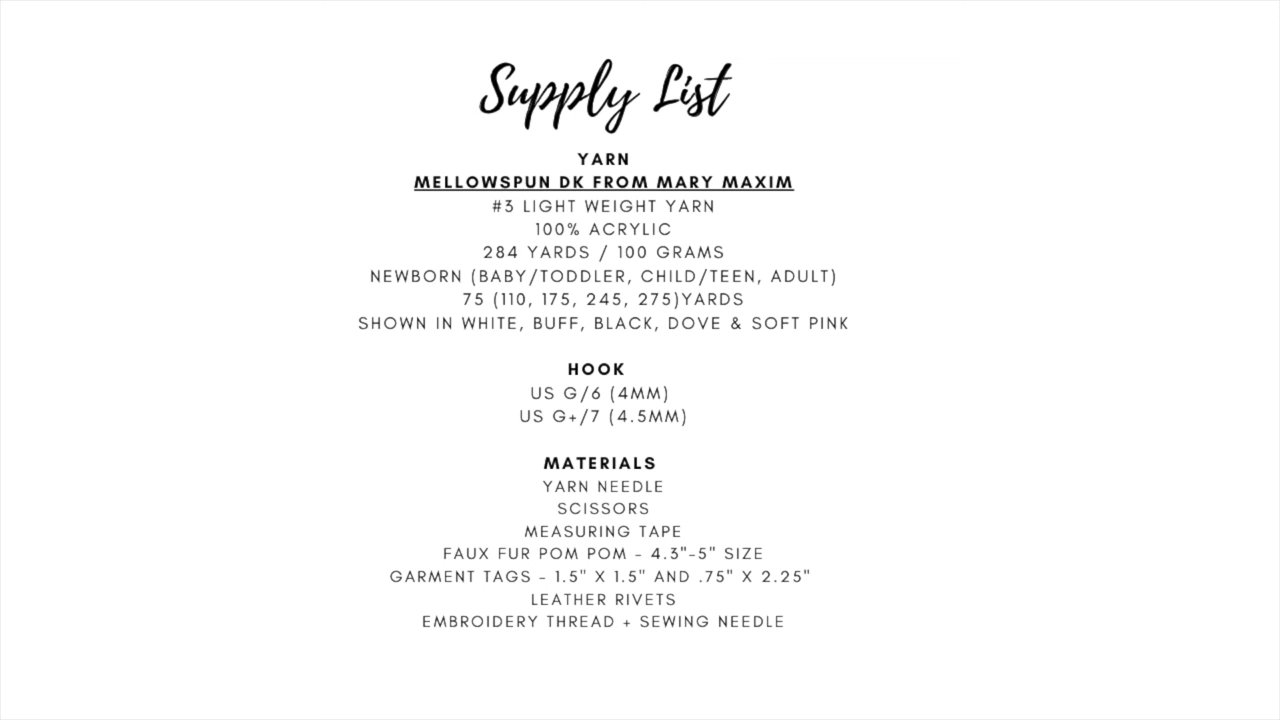 Supply List
YARN
MELLOWSPUN DK FROM MARY MAXIM
#3 LIGHT WEIGHT YARN
100% ACRYLIC
284 YARDS / 100 GRAMS
NEWBORN (BABY/TODDLER, CHILD/TEEN, ADULT)
75 (110, 175, 245, 275)YARDS
SHOWN IN WHITE, BUFF, BLACK, DOVE & SOFT PINK
HOOK
US G/6 (4MM)
US G+/7 (4.5MM)
MATERIALS
YARN NEEDLE
SCISSORS
MEASURING TAPE
FAUX FUR POM POM - 4.3"-5" SIZE
GARMENT TAGS - 1.5" X 1.5" AND .75" X 2.25"
LEATHER RIVETS
EMBROIDERY THREAD + SEWING NEEDLE